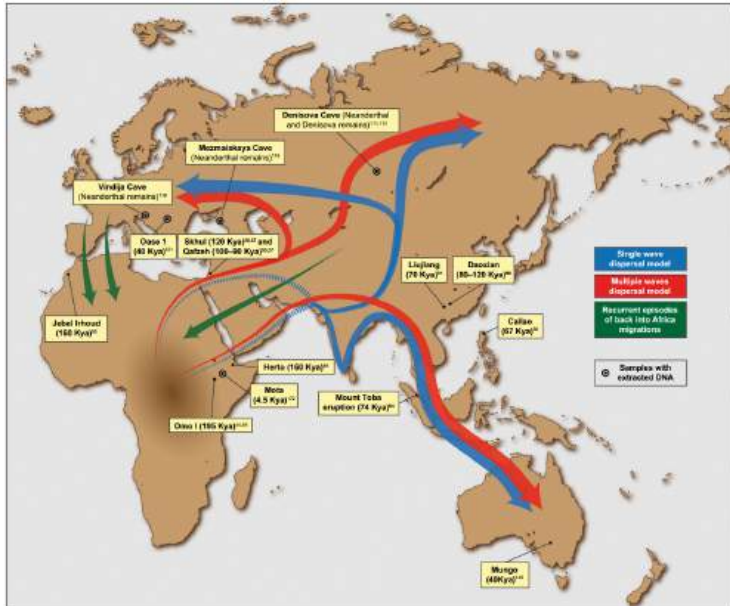 Denisova Cave (Neanderthal
and Denisova remains)
Mezmaiskaya Cave
(Neanderthal remains)
Vindija Cave
(Neanderthal remains)
Oase 1
(40 Kya)
Skhul (120 Kya) and
Qafzeh (100–90 Kya)
Liujiang
(70 Kya)
Daoxian
(80–120 Kya)
Single wave
dispersal model
Multiple waves
dispersal model
Recurrent episodes
of back into Africa
migrations
Jebel Irhoud
(160 Kya)
Callao
(67 Kya)
Herto (160 Kya)
Samples with
extracted DNA
Mota
(4.5 Kya)
Mount Toba
eruption (74 Kya)
Omo I (195 Kya)
Mungo
(40Kya)